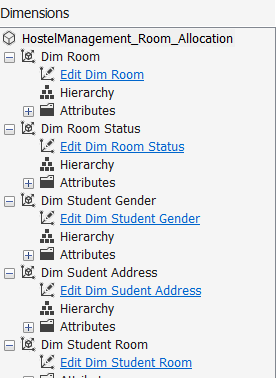 Dimensions
HostelManagement_Room_Allocation
Dim Room
Edit Dim Room
Hierarchy
Attributes
Dim Room Status
Edit Dim Room Status
Hierarchy
Attributes
Dim Student Gender
Edit Dim Student Gender
Hierarchy
Attributes
Dim Sudent Address
Edit Dim Sudent Address
Hierarchy
Attributes
Dim Student Room
Edit Dim Student Room